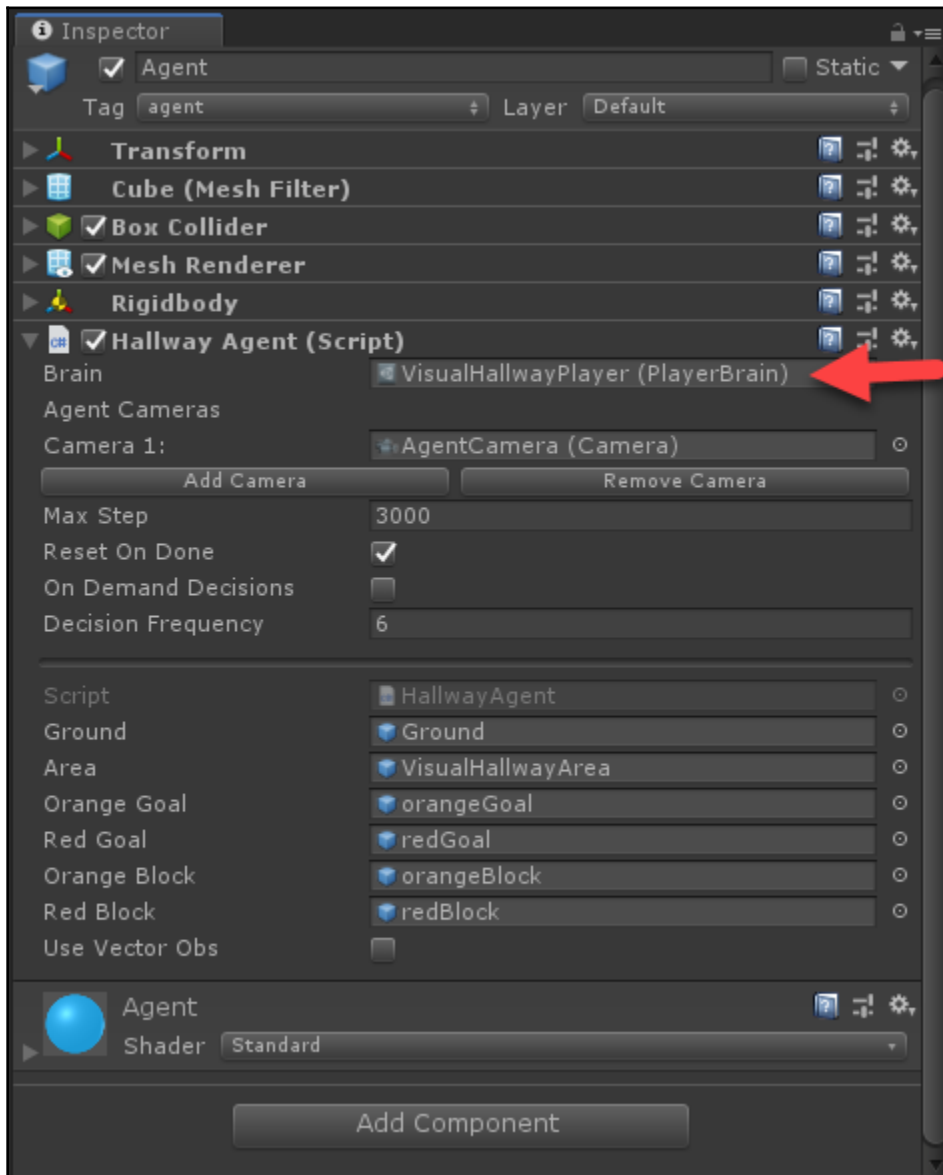 Inspector
Agent Static
Tag agent Layer Default
Transform
Cube (Mesh Filter)
Box Collider
Mesh Renderer
Rigidbody
C# Hallway Agent (Script)
Brain VisualHallwayPlayer (PlayerBrain)
Agent Cameras
Camera 1: AgentCamera (Camera)
Add Camera Remove Camera
Max Step 3000
Reset On Done
On Demand Decisions
Decision Frequency 6
Script HallwayAgent
Ground Ground
Area VisualHallwayArea
Orange Goal orangeGoal
Red Goal redGoal
Orange Block orangeBlock
Red Block redBlock
Use Vector Obs
Agent
Shader Standard
Add Component